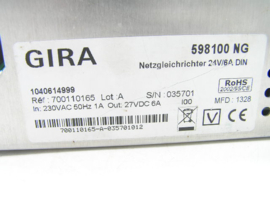 GIRA
598100 NG
Netzgleichrichter 24V/6A DIN
1040614999
Réf : 700110165 Lot :A S/N : 035701
RoHS
2002/95/CE
In: 230VAC 50Hz 1A Out: 27VDC 6A I00 MFD : 1328
700110165-A-035701012